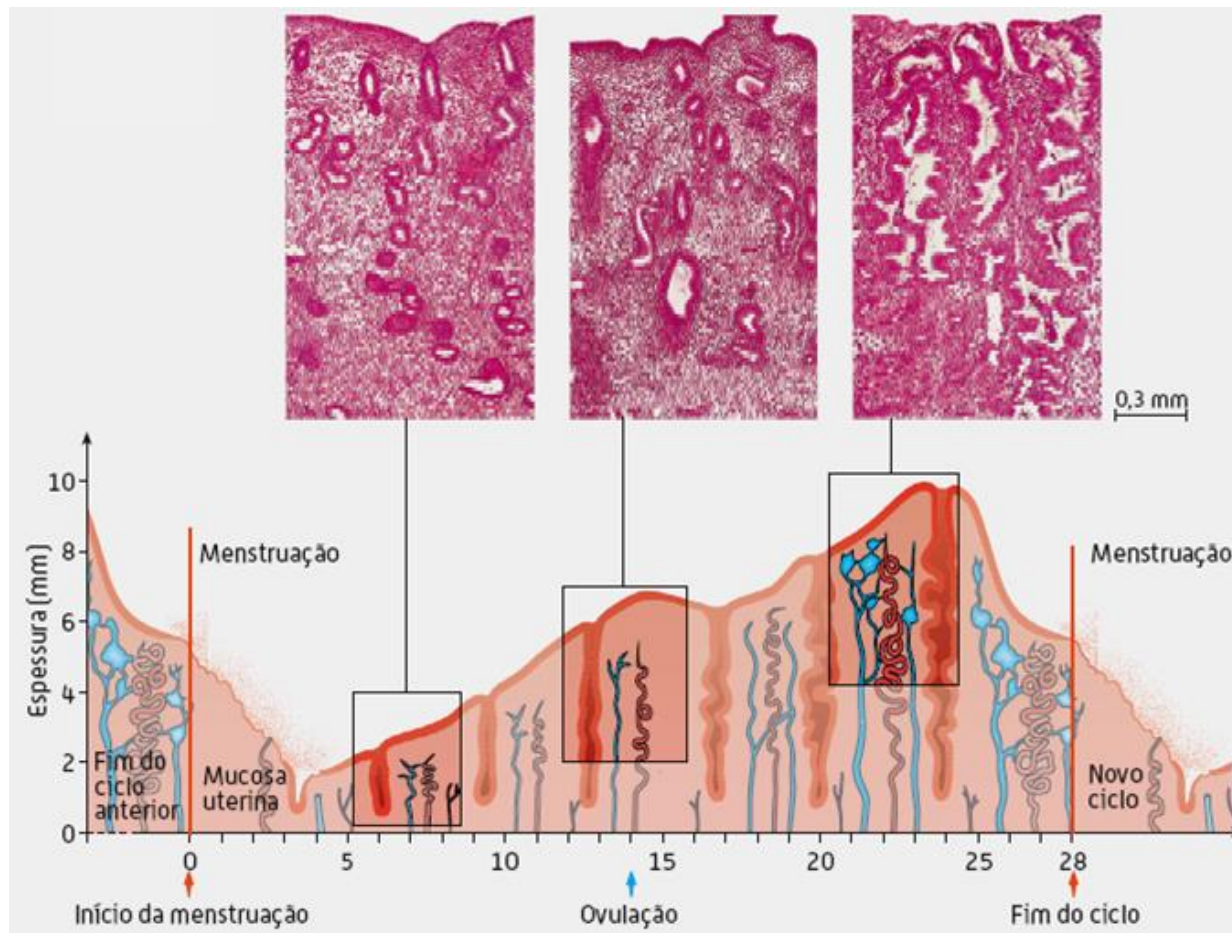 0,3 mm
Espessura (mm)
10
8
6
4
2
0
Menstruação
Menstruação
Fim do
ciclo
anterior
Mucosa
uterina
Novo
ciclo
0
5
10
15
20
25
28
Início da menstruação
Ovulação
Fim do ciclo